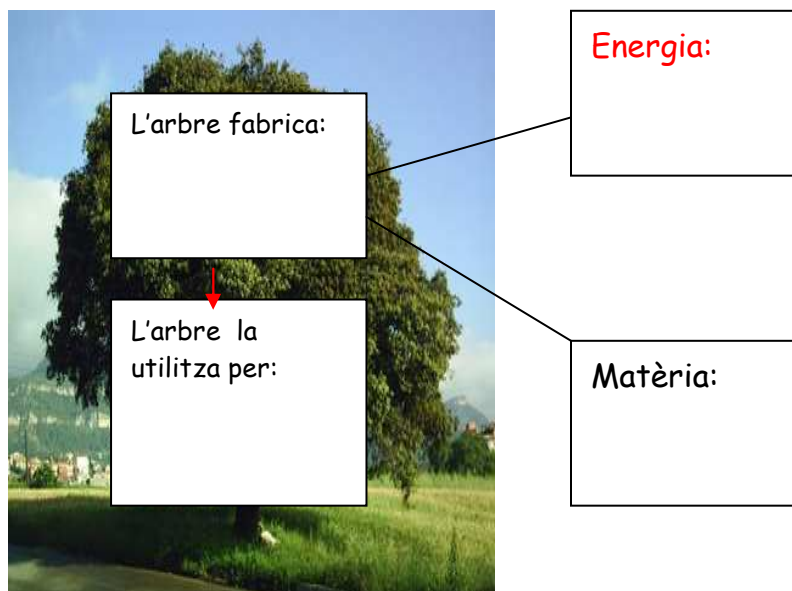 L'arbre fabrica:
L'arbre la
utilitza per:
Energia:
Matèria: